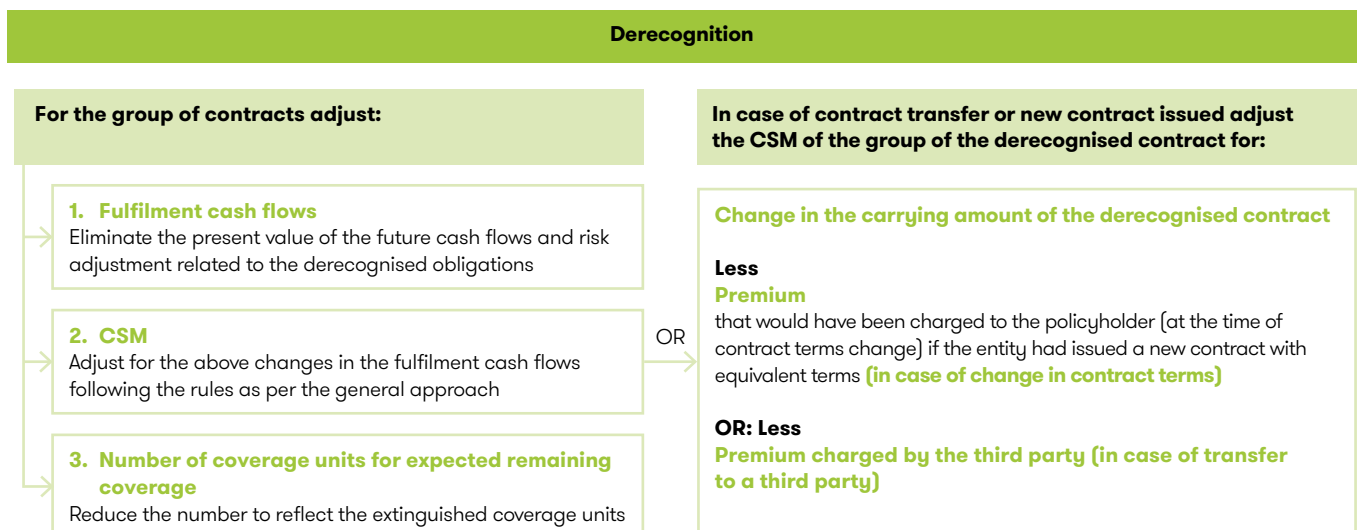 Derecognition
For the group of contracts adjust:
1. Fulfilment cash flows
Eliminate the present value of the future cash flows and risk
adjustment related to the derecognised obligations
2. CSM
Adjust for the above changes in the fulfilment cash flows
following the rules as per the general approach
3. Number of coverage units for expected remaining
coverage
Reduce the number to reflect the extinguished coverage units
OR
In case of contract transfer or new contract issued adjust
the CSM of the group of the derecognised contract for:
Change in the carrying amount of the derecognised contract
Less
Premium
that would have been charged to the policyholder (at the time of
contract terms change) if the entity had issued a new contract with
equivalent terms (in case of change in contract terms)
OR: Less
Premium charged by the third party (in case of transfer
to a third party)